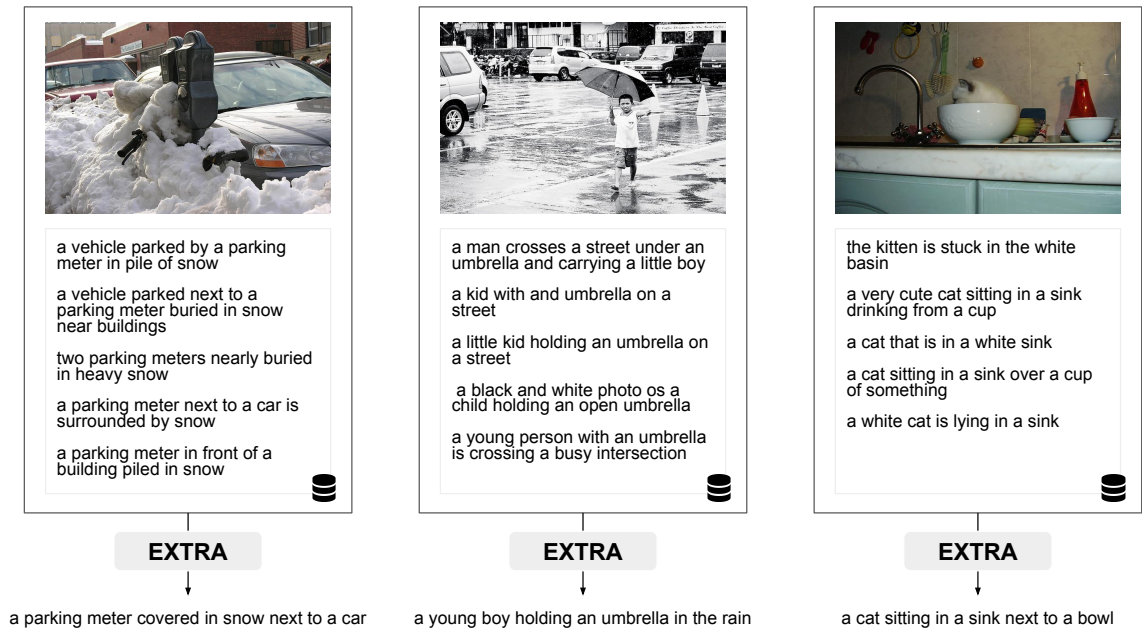 a vehicle parked by a parking
meter in pile of snow
a vehicle parked next to a
parking meter buried in snow
near buildings
two parking meters nearly buried
in heavy snow
a parking meter next to a car is
surrounded by snow
a parking meter in front of a
building piled in snow
EXTRA
a parking meter covered in snow next to a car
a man crosses a street under an
umbrella and carrying a little boy
a kid with and umbrella on a
street
a little kid holding an umbrella on
a street
a black and white photo os a
child holding an open umbrella
a young person with an umbrella
is crossing a busy intersection
EXTRA
a young boy holding an umbrella in the rain
the kitten is stuck in the white
basin
a very cute cat sitting in a sink
drinking from a cup
a cat that is in a white sink
a cat sitting in a sink over a cup
of something
a white cat is lying in a sink
EXTRA
a cat sitting in a sink next to a bowl